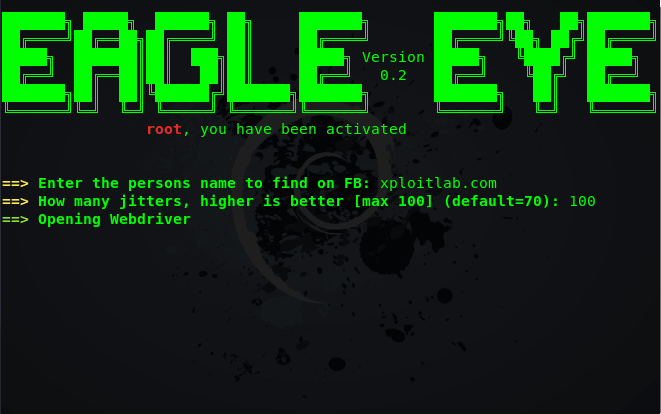 EAGLE EYE
Version
0.2
root, you have been activated
==> Enter the persons name to find on FB: xploitlab.com
==> How many jitters, higher is better [max 100] (default=70): 100
==> Opening Webdriver